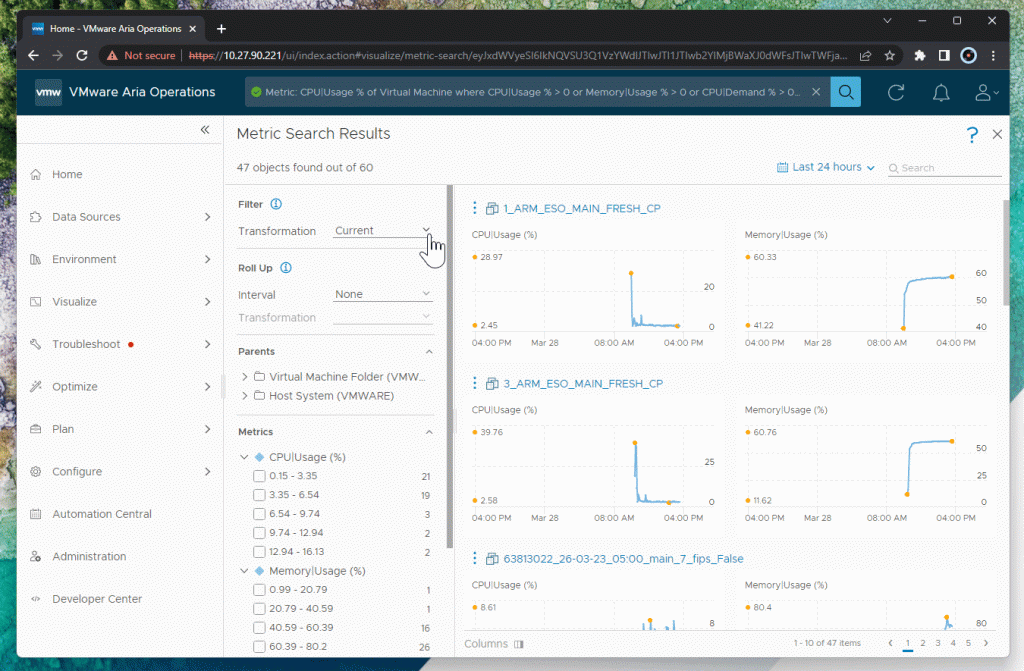 Home - VMware Aria Operations
Not secure https://10.27.90.221/ui/index.action#visualize/metric-search/
vmw VMware Aria Operations
Metric: CPU|Usage % of Virtual Machine where CPU|Usage % > 0 or Memory|Usage % > 0 or CPU|Demand % > 0...
Metric Search Results
47 objects found out of 60
Last 24 hours
Search
Home
Data Sources
Environment
Visualize
Troubleshoot
Optimize
Plan
Configure
Automation Central
Administration
Developer Center
Filter
Transformation Current
Roll Up
Interval None
Transformation
Parents
Virtual Machine Folder (VMW...
Host System (VMWARE)
Metrics
CPU|Usage (%)
0.15 - 3.35 21
3.35 - 6.54 19
6.54 - 9.74 3
9.74 - 12.94 2
12.94 - 16.13 2
Memory|Usage (%)
0.99 - 20.79 1
20.79 - 40.59 1
40.59 - 60.39 16
60.39 - 80.2 26
1_ARM_ESO_MAIN_FRESH_CP
CPU|Usage (%)
28.97
20
2.45
0
04:00 PM Mar 28 08:00 AM 04:00 PM
Memory|Usage (%)
60.33
60
50
41.22
40
04:00 PM Mar 28 08:00 AM 04:00 PM
3_ARM_ESO_MAIN_FRESH_CP
CPU|Usage (%)
39.76
25
2.58
0
04:00 PM Mar 28 08:00 AM 04:00 PM
Memory|Usage (%)
60.76
50
25
11.62
0
04:00 PM Mar 28 08:00 AM 04:00 PM
63813022_26-03-23_05:00_main_7_fips_False
CPU|Usage (%)
8.61
8
Memory|Usage (%)
80.4
80
Columns
1 - 10 of 47 items
1 2 3 4 5